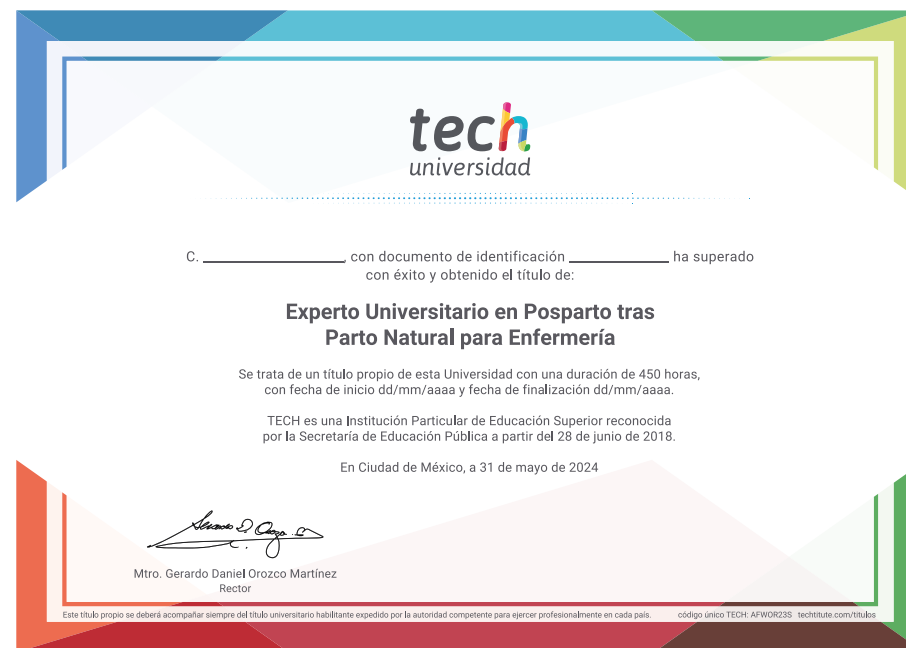 tech
universidad
C. ____________, con documento de identificación ____________ ha superado
con éxito y obtenido el título de:
Experto Universitario en Posparto tras
Parto Natural para Enfermería
Se trata de un título propio de esta Universidad con una duración de 450 horas,
con fecha de inicio dd/mm/aaaa y fecha de finalización dd/mm/aaaa.
TECH es una Institución Particular de Educación Superior reconocida
por la Secretaría de Educación Pública a partir del 28 de junio de 2018.
En Ciudad de México, a 31 de mayo de 2024
Mtro. Gerardo Daniel Orozco Martínez
Rector
Este título propio se deberá acompañar siempre del título universitario habilitante expedido por la autoridad competente para ejercer profesionalmente en cada país. código único TECH: AFWOR23S techtitute.com/titulos